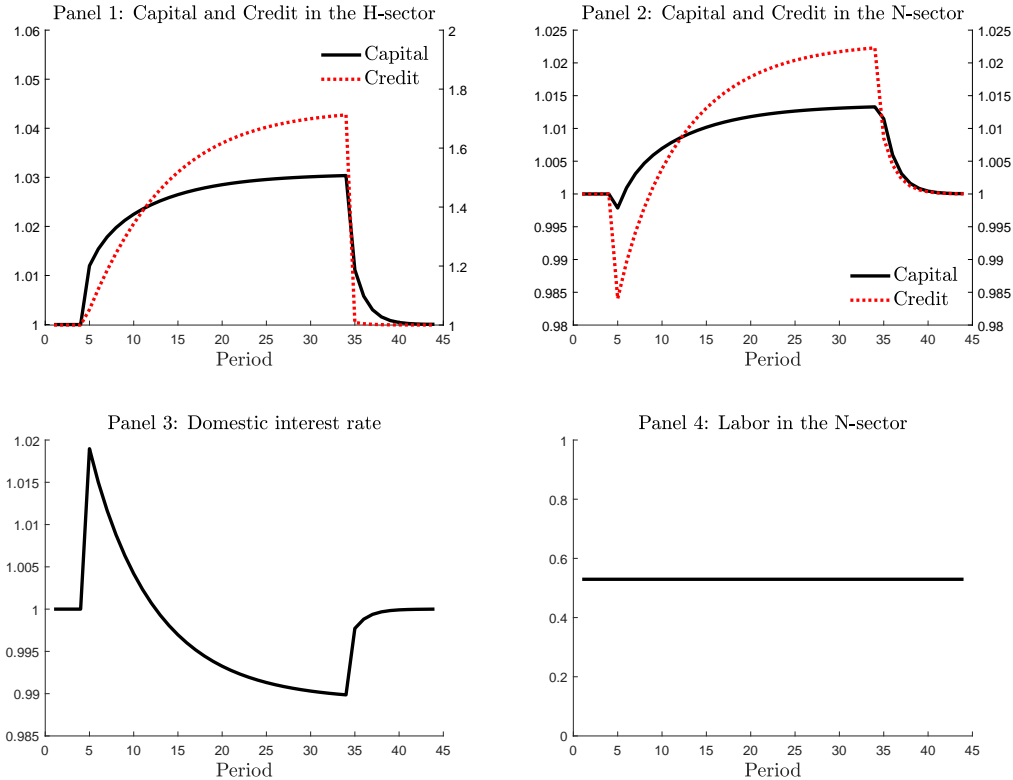 Panel 1: Capital and Credit in the H-sector
1.06
1.05
1.04
1.03
1.02
1.01
1
2
1.8
1.6
1.4
1.2
1
Capital
Credit
0 5 10 15 20 25 30 35 40 45
Period
Panel 2: Capital and Credit in the N-sector
1.025
1.02
1.015
1.01
1.005
1
0.995
0.99
0.985
0.98
1.025
1.02
1.015
1.01
1.005
1
0.995
0.99
0.985
0.98
Capital
Credit
0 5 10 15 20 25 30 35 40 45
Period
Panel 3: Domestic interest rate
1.02
1.015
1.01
1.005
1
0.995
0.99
0.985
0 5 10 15 20 25 30 35 40 45
Period
Panel 4: Labor in the N-sector
1
0.8
0.6
0.4
0.2
0
0 5 10 15 20 25 30 35 40 45
Period